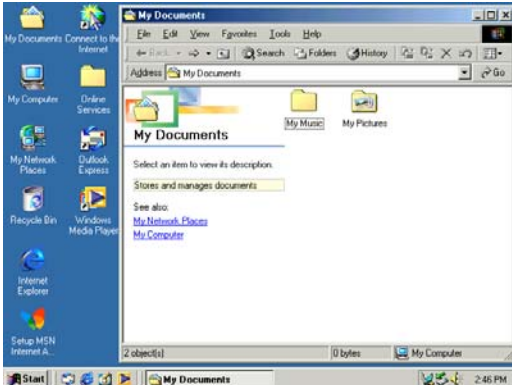 My Documents
Connect to the Internet
My Computer
Online Services
My Network Places
Outlook Express
Recycle Bin
Windows Media Player
Internet Explorer
Setup MSN Internet A...
My Documents
File Edit View Favorites Tools Help
Back Search Folders History
Address My Documents Go
My Documents
Select an item to view its description.
Stores and manages documents
See also:
My Network Places
My Computer
My Music
My Pictures
2 object(s) 0 bytes My Computer
Start My Documents 2:46 PM